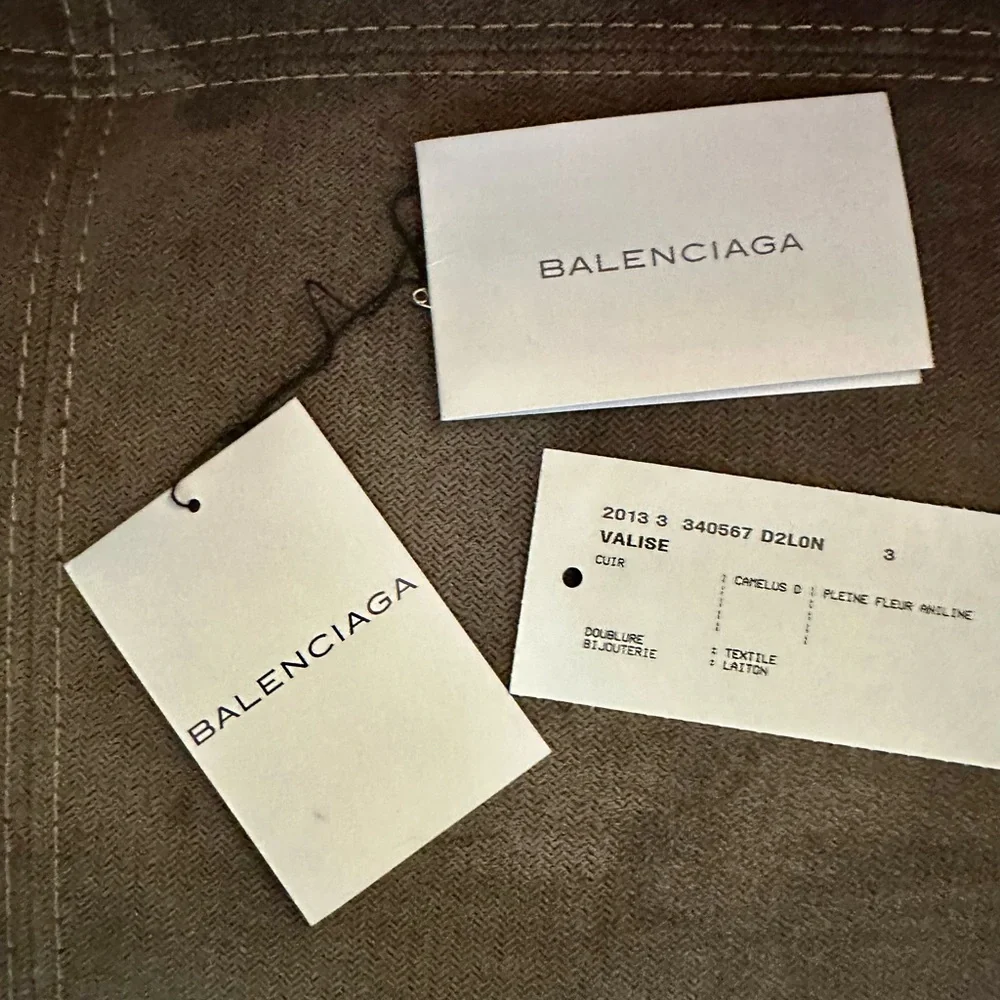 BALENCIAGA
BALENCIAGA
2013 3 340567 D2L0N 3
VALISE
CUIR : CAMELUS D : PLEINE FLEUR ANILINE
DOUBLURE : TEXTILE
BIJOUTERIE : LAITON